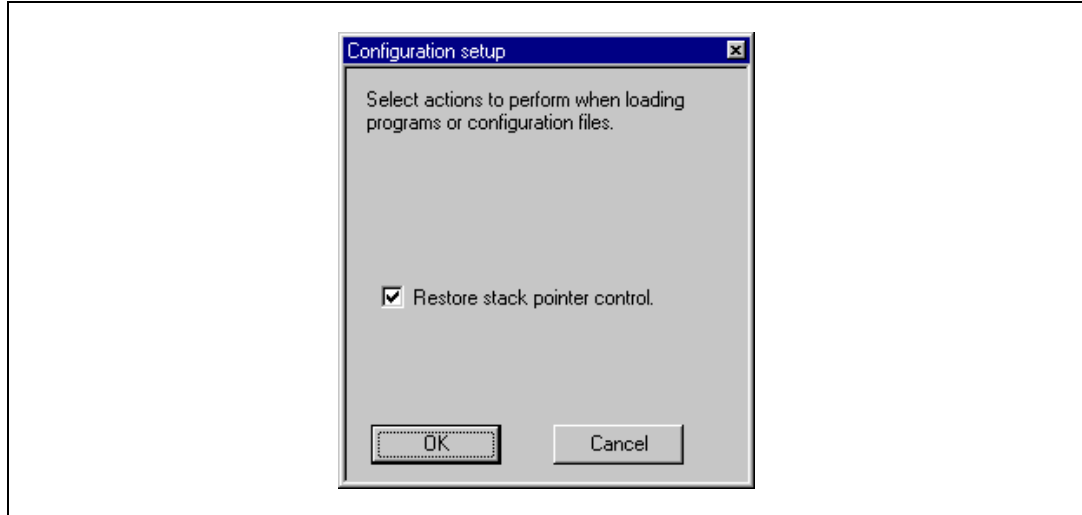 Configuration setup
Select actions to perform when loading
programs or configuration files.
Restore stack pointer control.
OK
Cancel